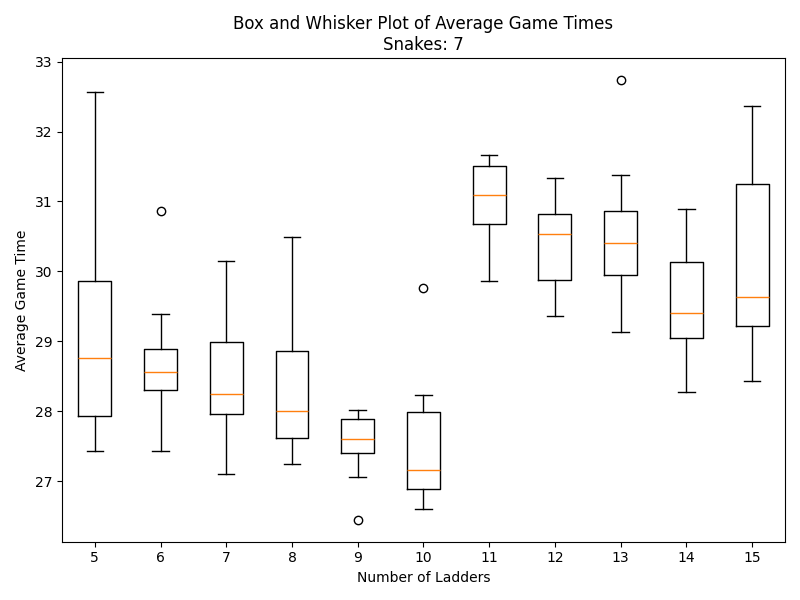 Box and Whisker Plot of Average Game Times
Snakes: 7
Average Game Time
33
32
31
30
29
28
27
5 6 7 8 9 10 11 12 13 14 15
Number of Ladders